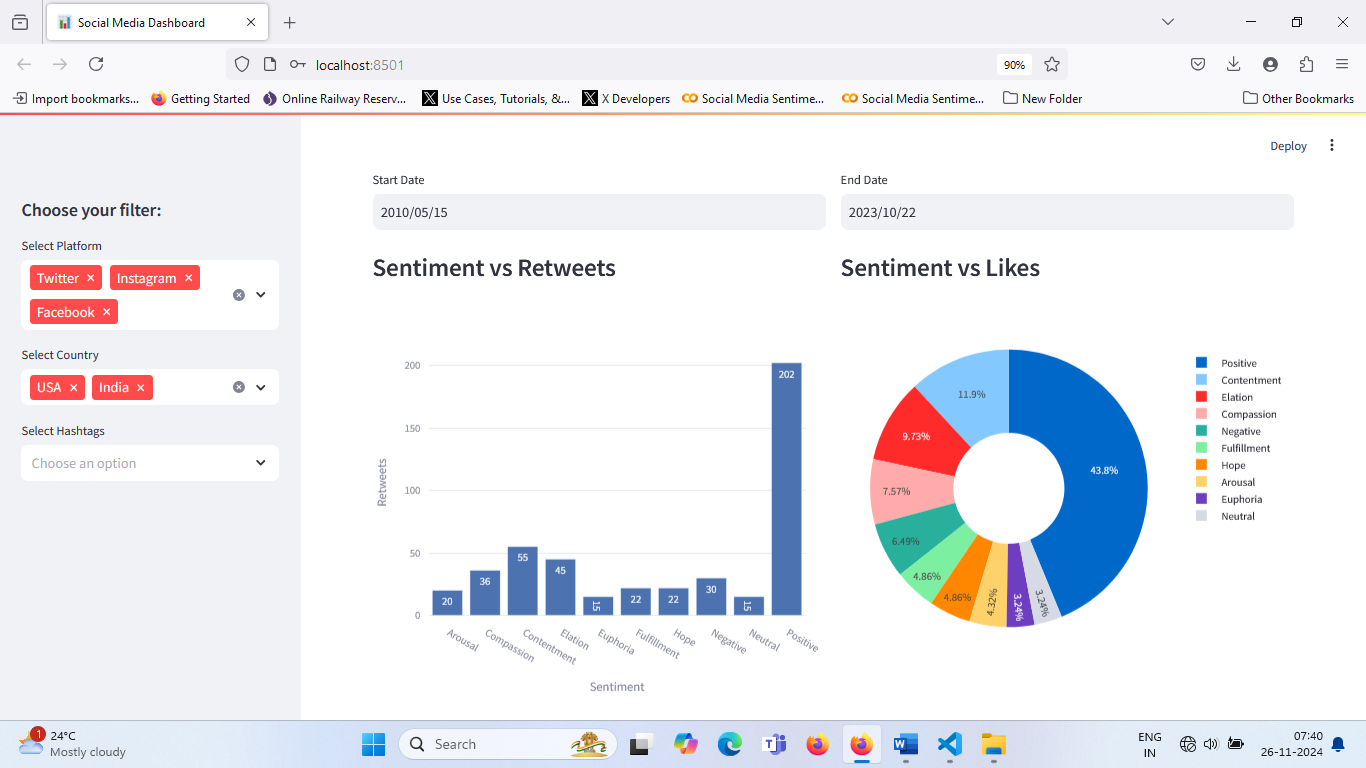 Social Media Dashboard
localhost:8501
90%
Import bookmarks...
Getting Started
Online Railway Reserv...
Use Cases, Tutorials, &...
X Developers
Social Media Sentime...
Social Media Sentime...
New Folder
Other Bookmarks
Deploy
Choose your filter:
Select Platform
Twitter × Instagram ×
Facebook ×
Select Country
USA × India ×
Select Hashtags
Choose an option
Start Date
2010/05/15
End Date
2023/10/22
Sentiment vs Retweets
200
150
100
50
0
Retweets
20
36
55
45
15
22
22
30
15
202
Arousal
Compassion
Contentment
Elation
Euphoria
Fulfillment
Hope
Negative
Neutral
Positive
Sentiment
Sentiment vs Likes
43.8%
11.9%
9.73%
7.57%
6.49%
4.86%
4.86%
4.32%
3.24%
3.24%
Positive
Contentment
Elation
Compassion
Negative
Fulfillment
Hope
Arousal
Euphoria
Neutral
1
24°C
Mostly cloudy
Search
ENG
IN
07:40
26-11-2024